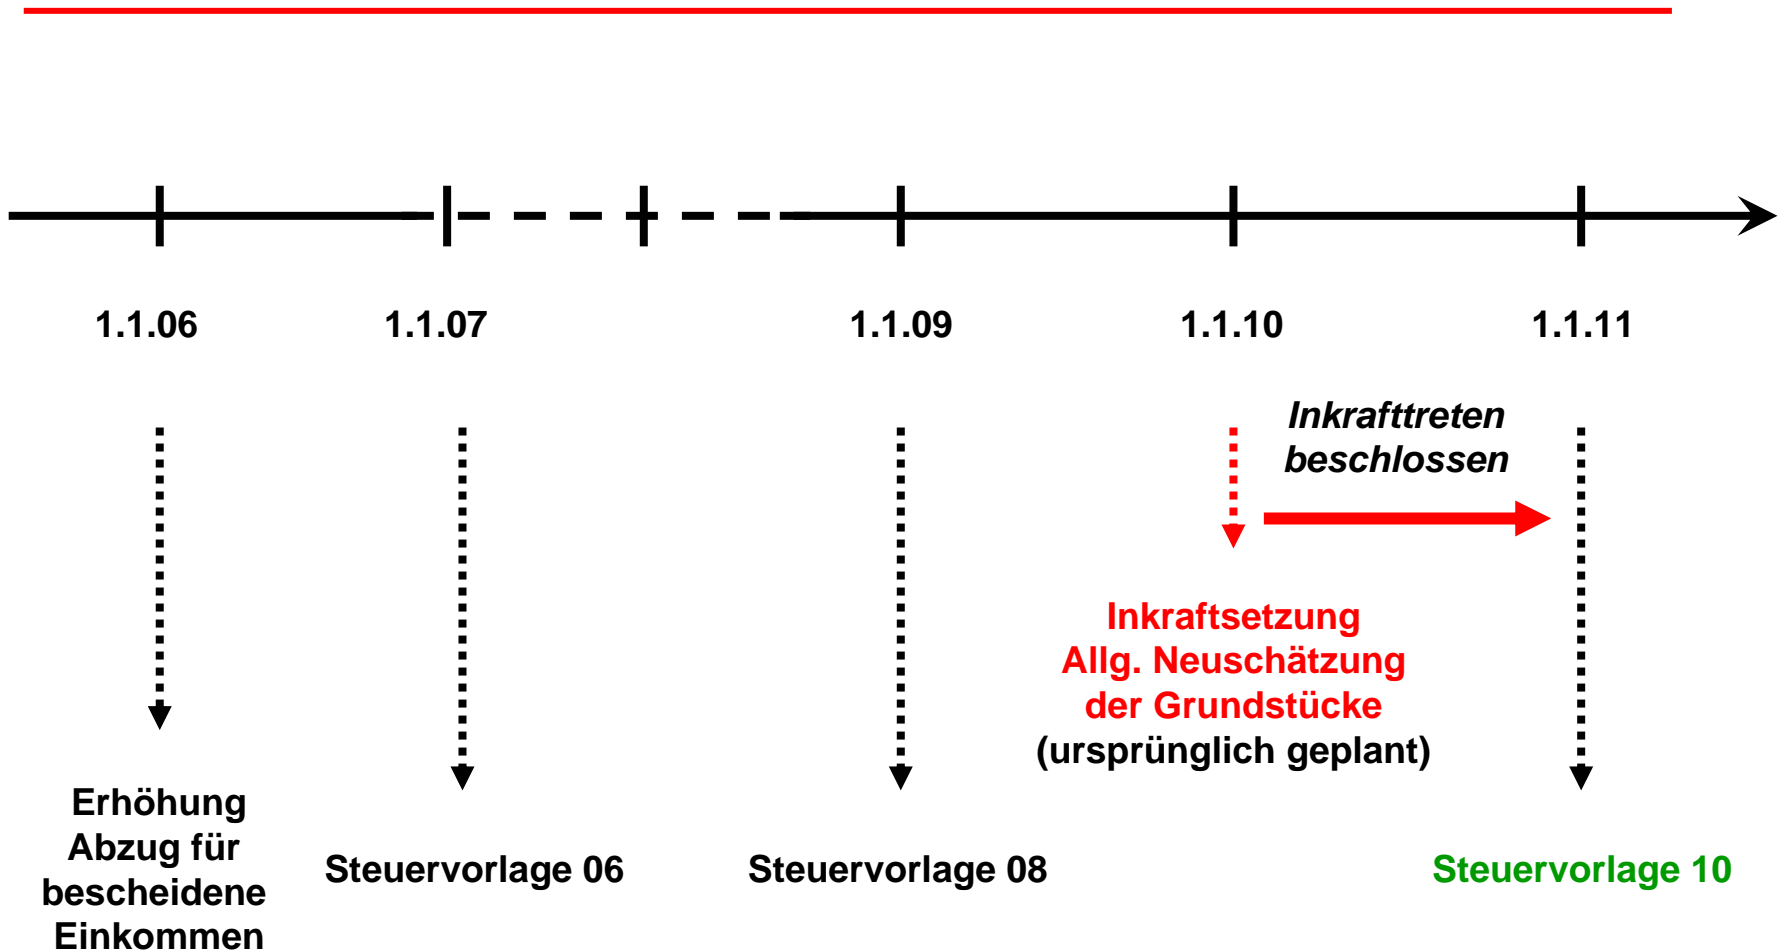 1.1.06
1.1.07
1.1.09
1.1.10
1.1.11
Inkrafttreten
beschlossen
Inkraftsetzung
Allg. Neuschätzung
der Grundstücke
(ursprünglich geplant)
Erhöhung
Abzug für
bescheidene
Einkommen
Steuervorlage 06
Steuervorlage 08
Steuervorlage 10